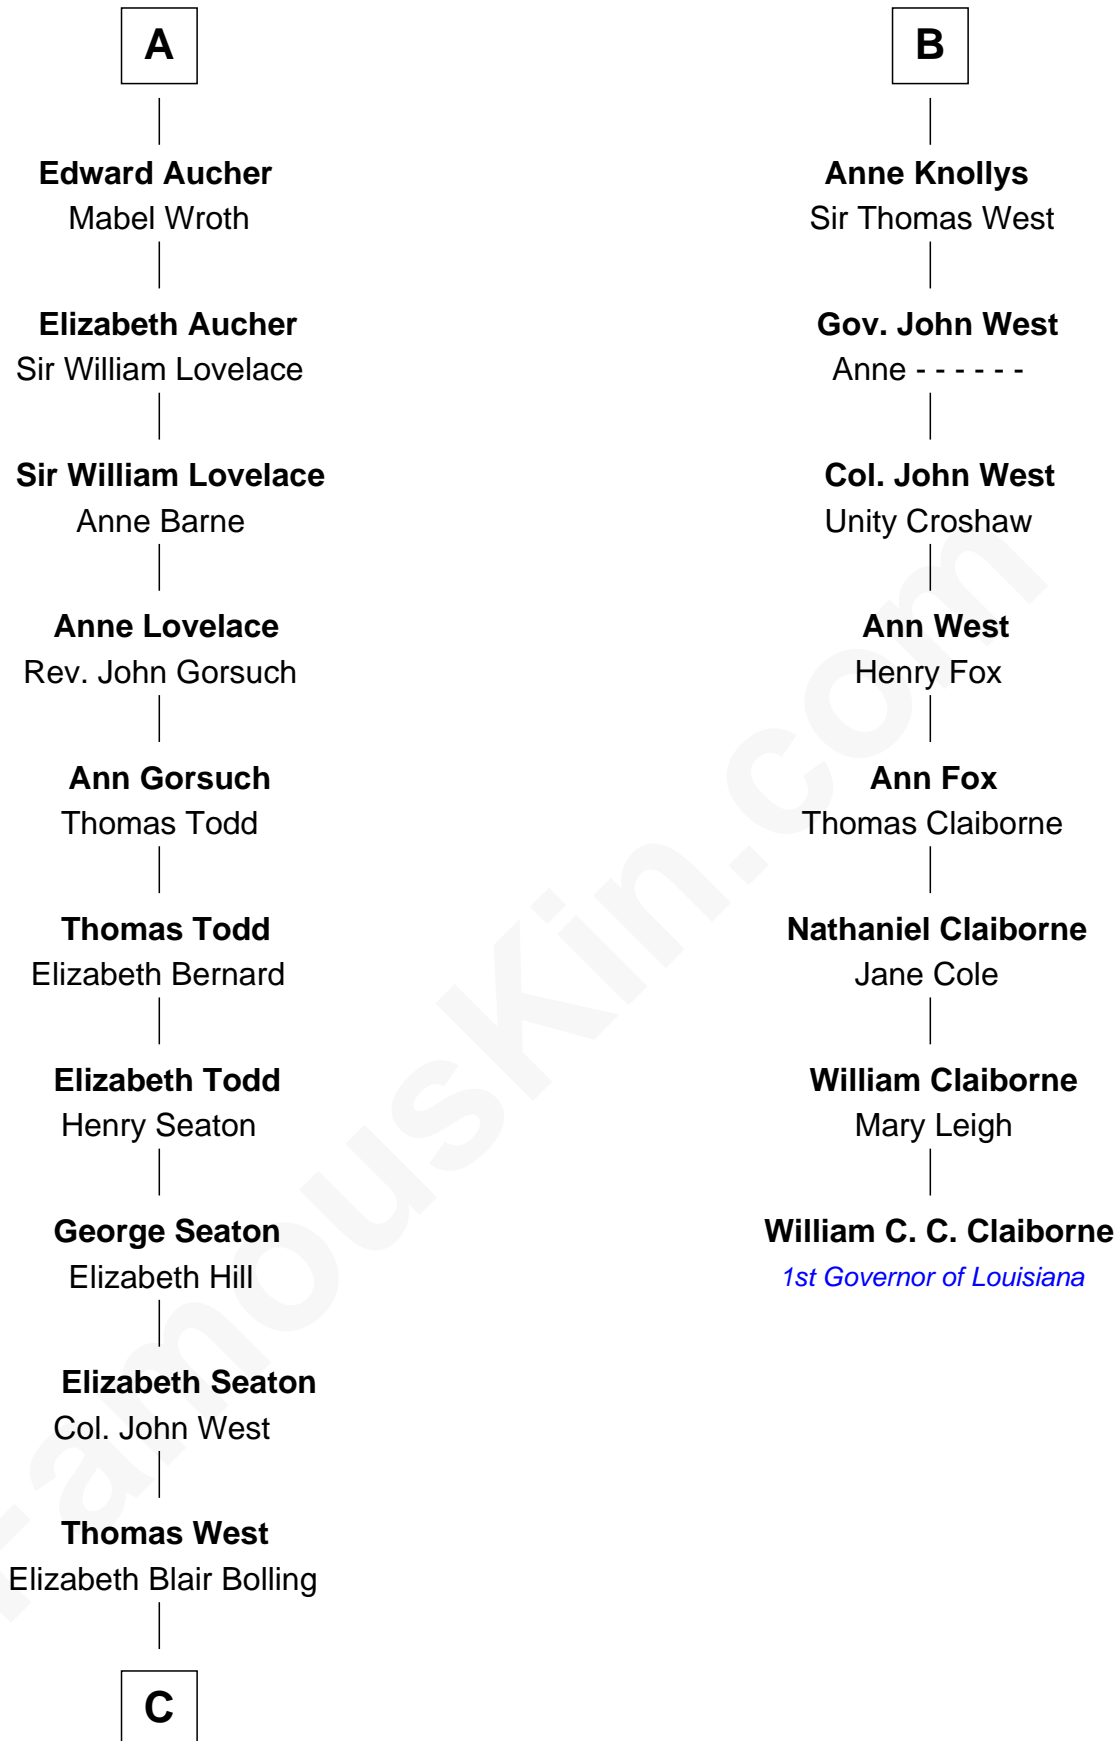 A
Edward Aucher
Mabel Wroth
Elizabeth Aucher
Sir William Lovelace
Sir William Lovelace
Anne Barne
Anne Lovelace
Rev. John Gorsuch
Ann Gorsuch
Thomas Todd
Thomas Todd
Elizabeth Bernard
Elizabeth Todd
Henry Seaton
George Seaton
Elizabeth Hill
Elizabeth Seaton
Col. John West
Thomas West
Elizabeth Blair Bolling
C
B
Anne Knollys
Sir Thomas West
Gov. John West
Anne - - - - - -
Col. John West
Unity Croshaw
Ann West
Henry Fox
Ann Fox
Thomas Claiborne
Nathaniel Claiborne
Jane Cole
William Claiborne
Mary Leigh
William C. C. Claiborne
1st Governor of Louisiana
FamousKin.com